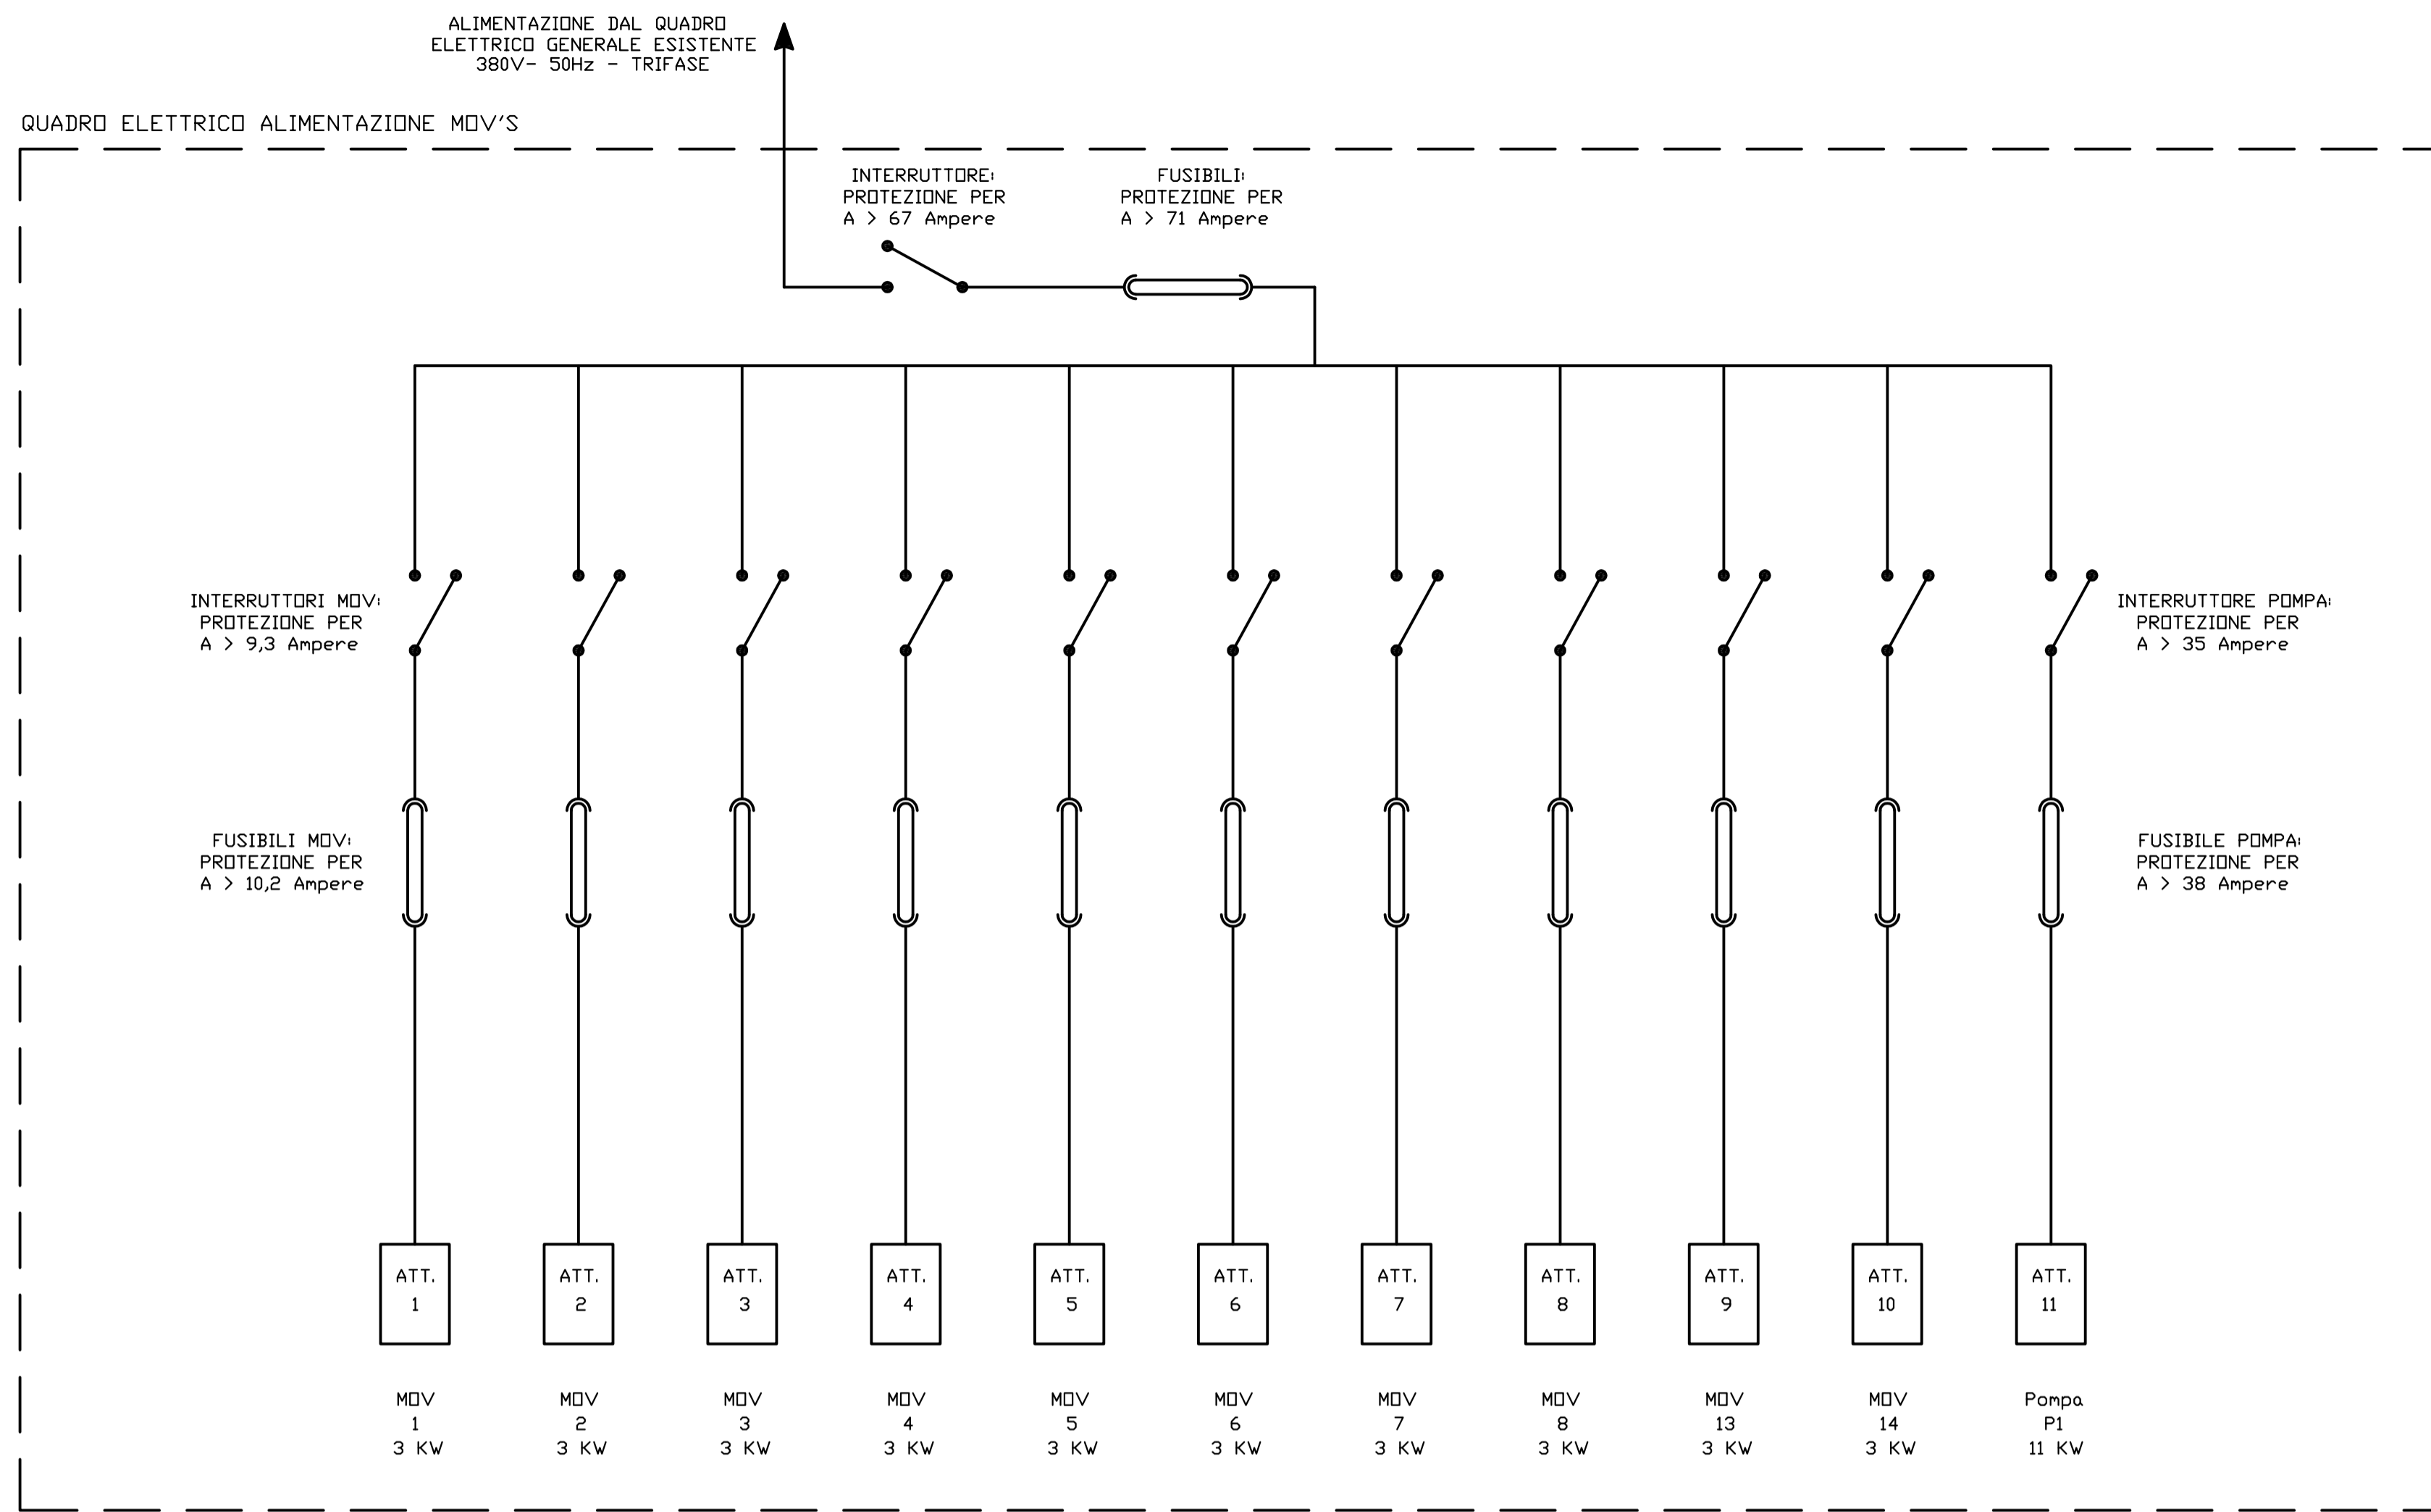 ALIMENTAZIONE DAL QUADRO
ELETTRICO GENERALE ESISTENTE
380V- 50Hz - TRIFASE
QUADRO ELETTRICO ALIMENTAZIONE MOV'S
INTERRUTTORE:
PROTEZIONE PER
A > 67 Ampere
FUSIBILI:
PROTEZIONE PER
A > 71 Ampere
INTERRUTTORI MOV:
PROTEZIONE PER
A > 9,3 Ampere
INTERRUTTORE POMPA:
PROTEZIONE PER
A > 35 Ampere
FUSIBILI MOV:
PROTEZIONE PER
A > 10,2 Ampere
FUSIBILE POMPA:
PROTEZIONE PER
A > 38 Ampere
ATT.
1
ATT.
2
ATT.
3
ATT.
4
ATT.
5
ATT.
6
ATT.
7
ATT.
8
ATT.
9
ATT.
10
ATT.
11
MOV
1
3 KW
MOV
2
3 KW
MOV
3
3 KW
MOV
4
3 KW
MOV
5
3 KW
MOV
6
3 KW
MOV
7
3 KW
MOV
8
3 KW
MOV
13
3 KW
MOV
14
3 KW
Pompa
P1
11 KW